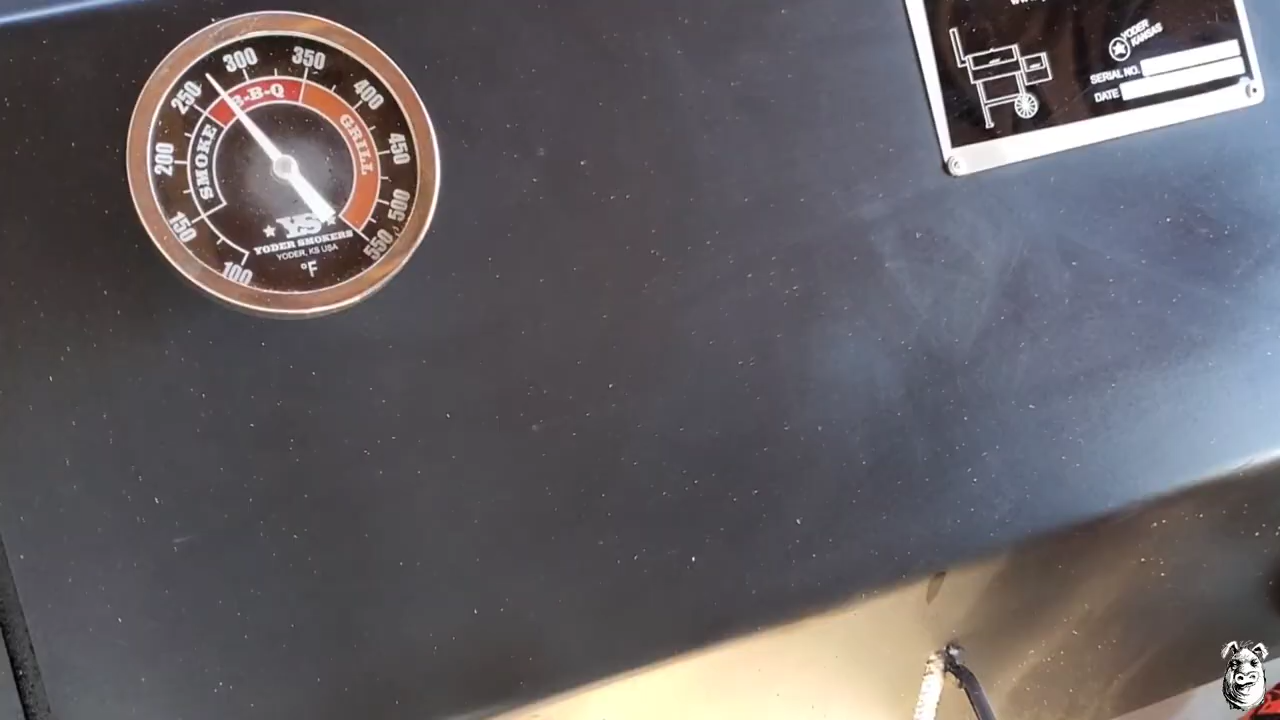 100
150
200
250
300
350
400
450
500
550
SMOKE
B-B-Q
GRILL
YS
YODER SMOKERS
YODER, KS USA
°F
YODER
KANSAS
SERIAL NO.
DATE